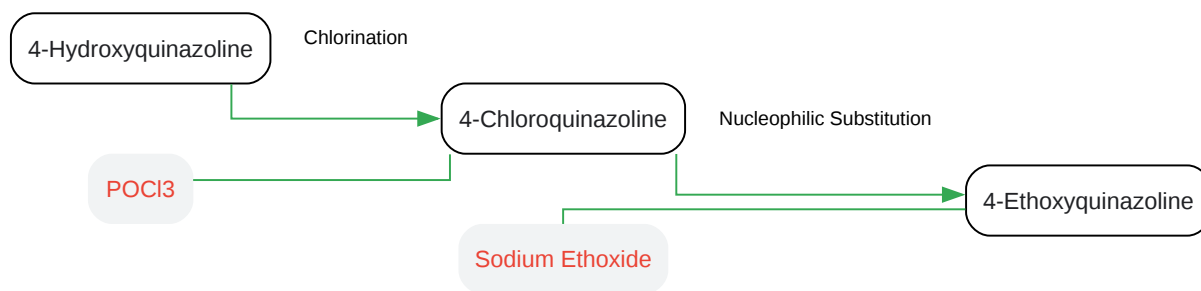 4-Hydroxyquinazoline
Chlorination
4-Chloroquinazoline
Nucleophilic Substitution
POCl3
4-Ethoxyquinazoline
Sodium Ethoxide